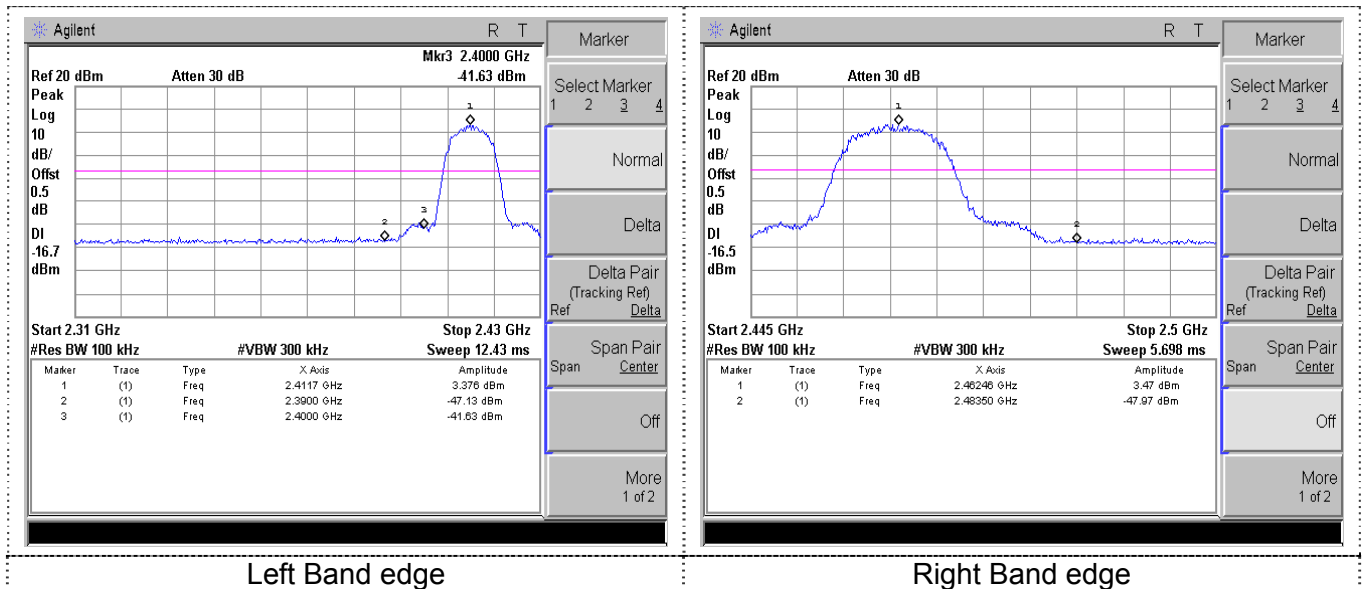 Agilent R T
Mkr3 2.4000 GHz
Ref 20 dBm Atten 30 dB -41.63 dBm
Peak
Log
10
dB/
Offst
0.5
dB
DI
-16.7
dBm
1
2
3
Start 2.31 GHz Stop 2.43 GHz
#Res BW 100 kHz #VBW 300 kHz Sweep 12.43 ms
Marker Trace Type X Axis Amplitude
1 (1) Freq 2.4117 GHz 3.376 dBm
2 (1) Freq 2.3900 GHz -47.13 dBm
3 (1) Freq 2.4000 GHz -41.63 dBm
Marker
Select Marker
1 2 3 4
Normal
Delta
Delta Pair
(Tracking Ref)
Ref Delta
Span Pair
Span Center
Off
More
1 of 2
Left Band edge
Agilent R T
Ref 20 dBm Atten 30 dB
Peak
Log
10
dB/
Offst
0.5
dB
DI
-16.5
dBm
1
2
Start 2.445 GHz Stop 2.5 GHz
#Res BW 100 kHz #VBW 300 kHz Sweep 5.698 ms
Marker Trace Type X Axis Amplitude
1 (1) Freq 2.46246 GHz 3.47 dBm
2 (1) Freq 2.48350 GHz -47.97 dBm
Marker
Select Marker
1 2 3 4
Normal
Delta
Delta Pair
(Tracking Ref)
Ref Delta
Span Pair
Span Center
Off
More
1 of 2
Right Band edge